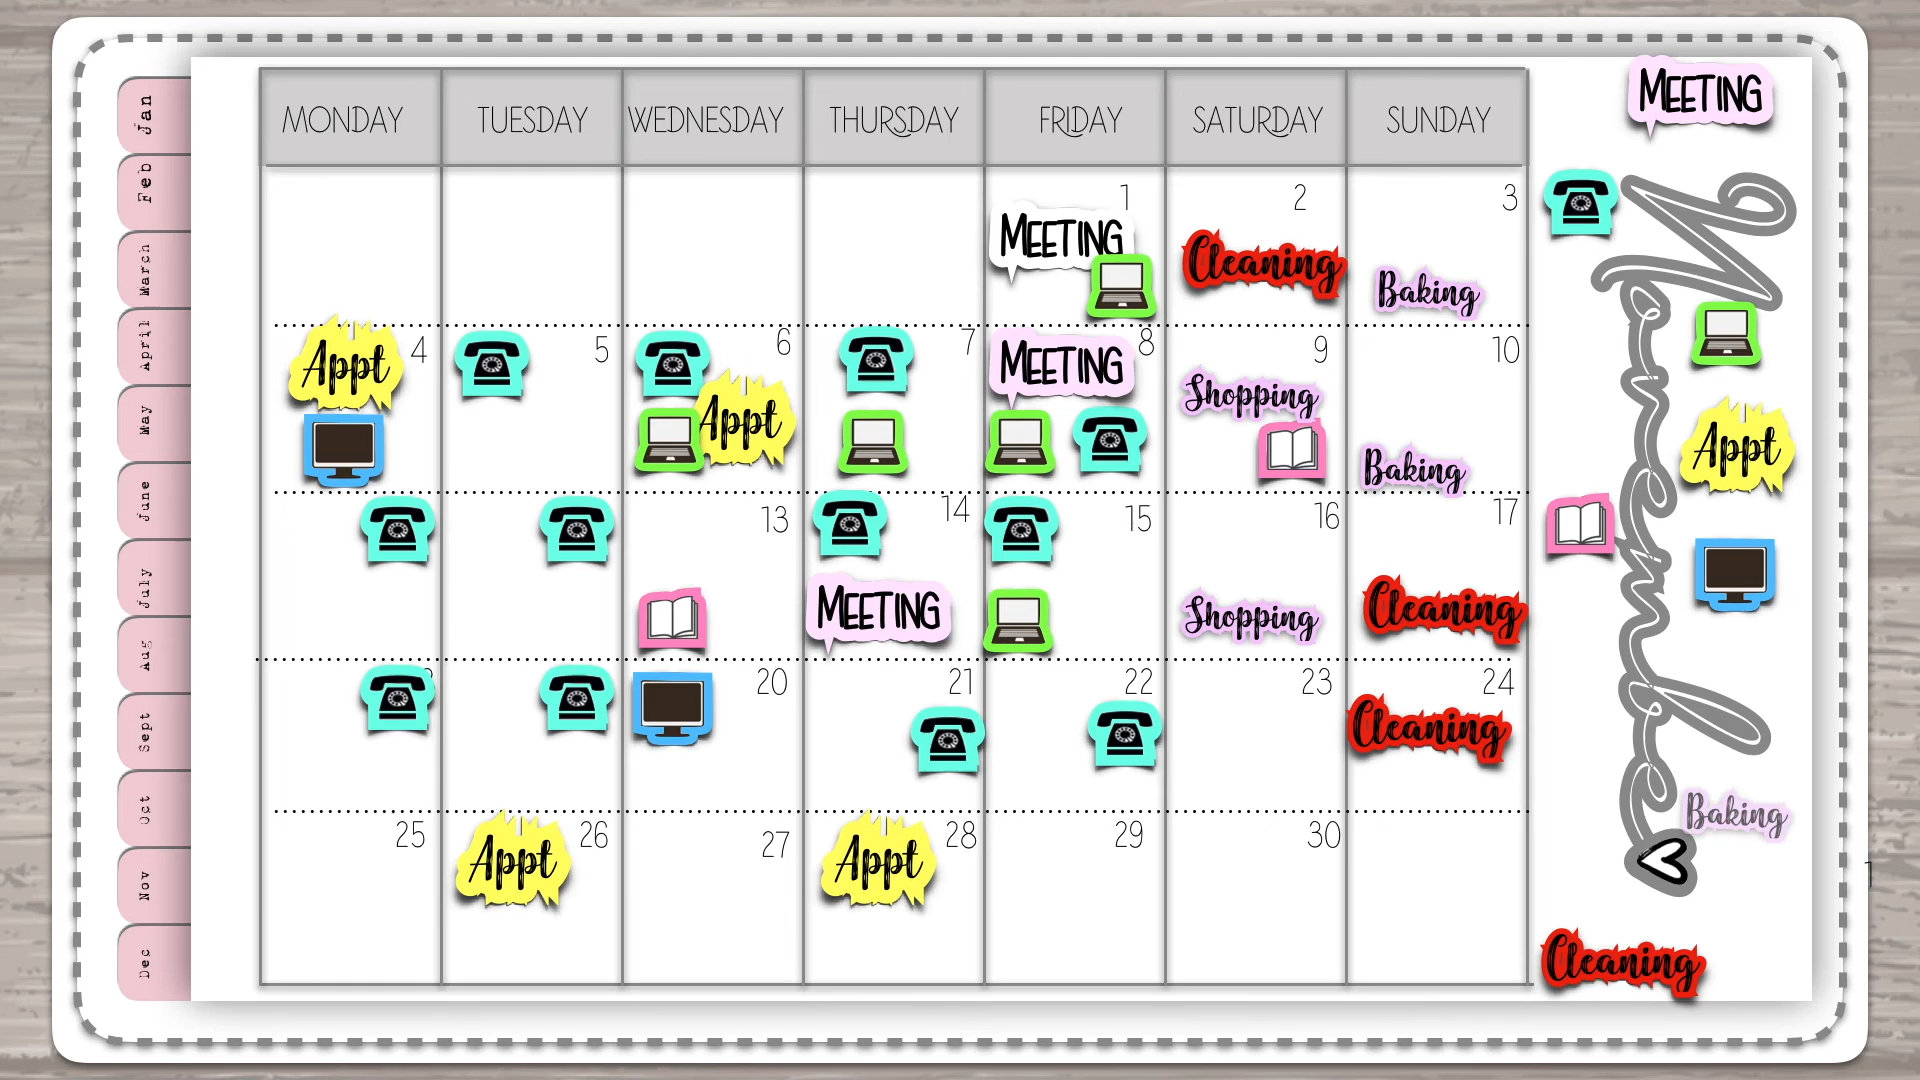 Jan
Feb
March
April
May
June
July
Aug
Sept
Oct
Nov
Dec
MONDAY TUESDAY WEDNESDAY THURSDAY FRIDAY SATURDAY SUNDAY
1 2 3
MEETING Cleaning Baking
4 5 6 7 8 9 10
Appt Appt MEETING Shopping Baking
13 14 15 16 17
MEETING Shopping Cleaning
20 21 22 23 24
Cleaning
25 26 27 28 29 30
Appt Appt
MEETING
November
Appt
Baking
1
Cleaning